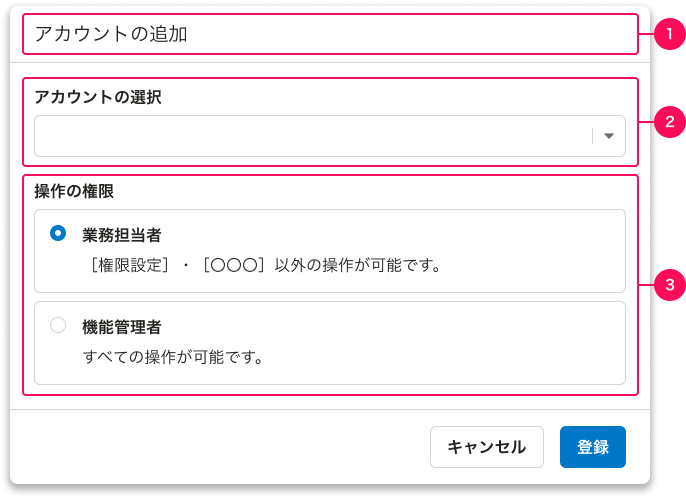 アカウントの追加
1
アカウントの選択
2
操作の権限
業務担当者
［権限設定］・［〇〇〇］以外の操作が可能です。
3
機能管理者
すべての操作が可能です。
キャンセル
登録